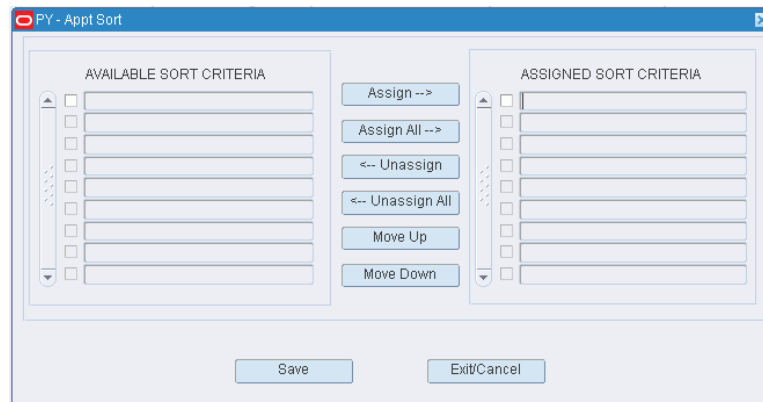 PY - Appt Sort
AVAILABLE SORT CRITERIA
ASSIGNED SORT CRITERIA
Assign -->
Assign All -->
<-- Unassign
<-- Unassign All
Move Up
Move Down
Save
Exit/Cancel